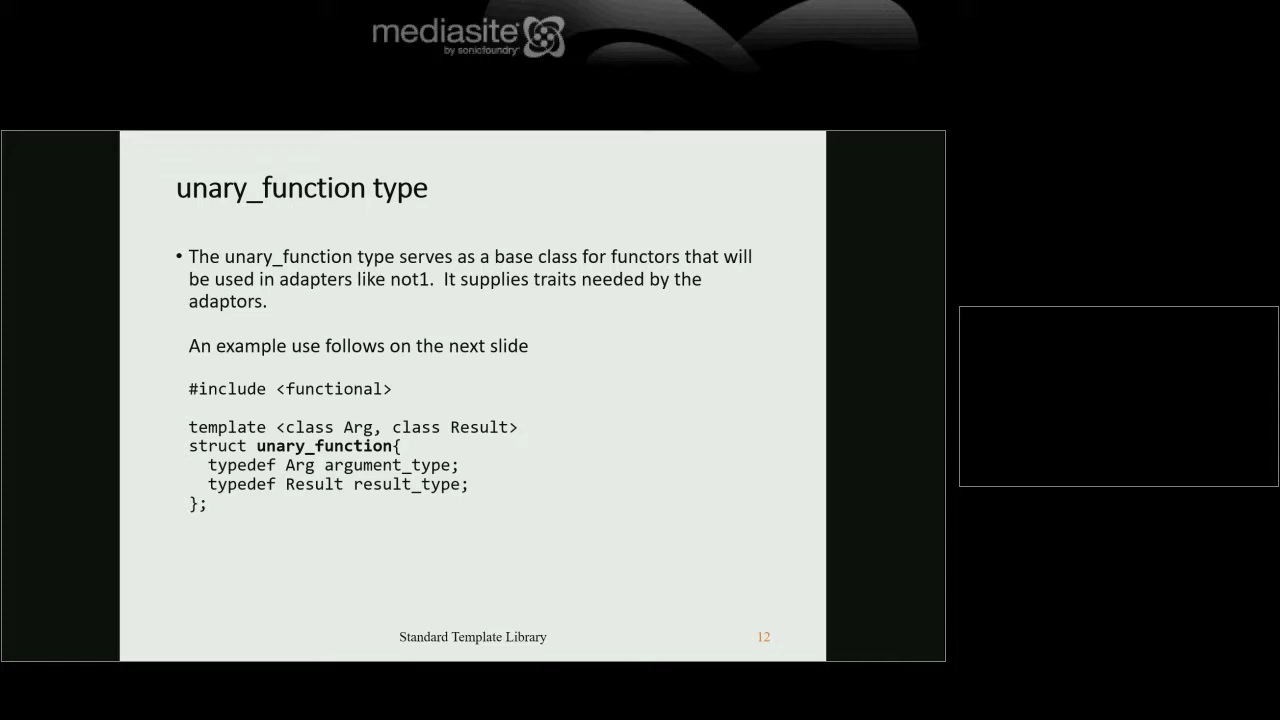 mediasite
by sonicfoundry
unary_function type
• The unary_function type serves as a base class for functors that will
be used in adapters like not1.  It supplies traits needed by the
adaptors.
An example use follows on the next slide
#include <functional>
template <class Arg, class Result>
struct unary_function{
  typedef Arg argument_type;
  typedef Result result_type;
};
Standard Template Library
12